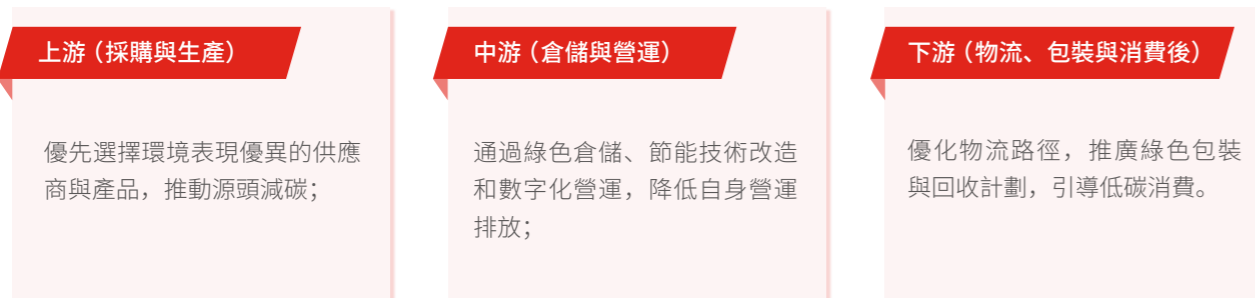 上游（採購與生產）
優先選擇環境表現優異的供應
商與產品，推動源頭減碳；
中游（倉儲與營運）
通過綠色倉儲、節能技術改造
和數字化營運，降低自身營運
排放；
下游（物流、包裝與消費後）
優化物流路徑，推廣綠色包裝
與回收計劃，引導低碳消費。